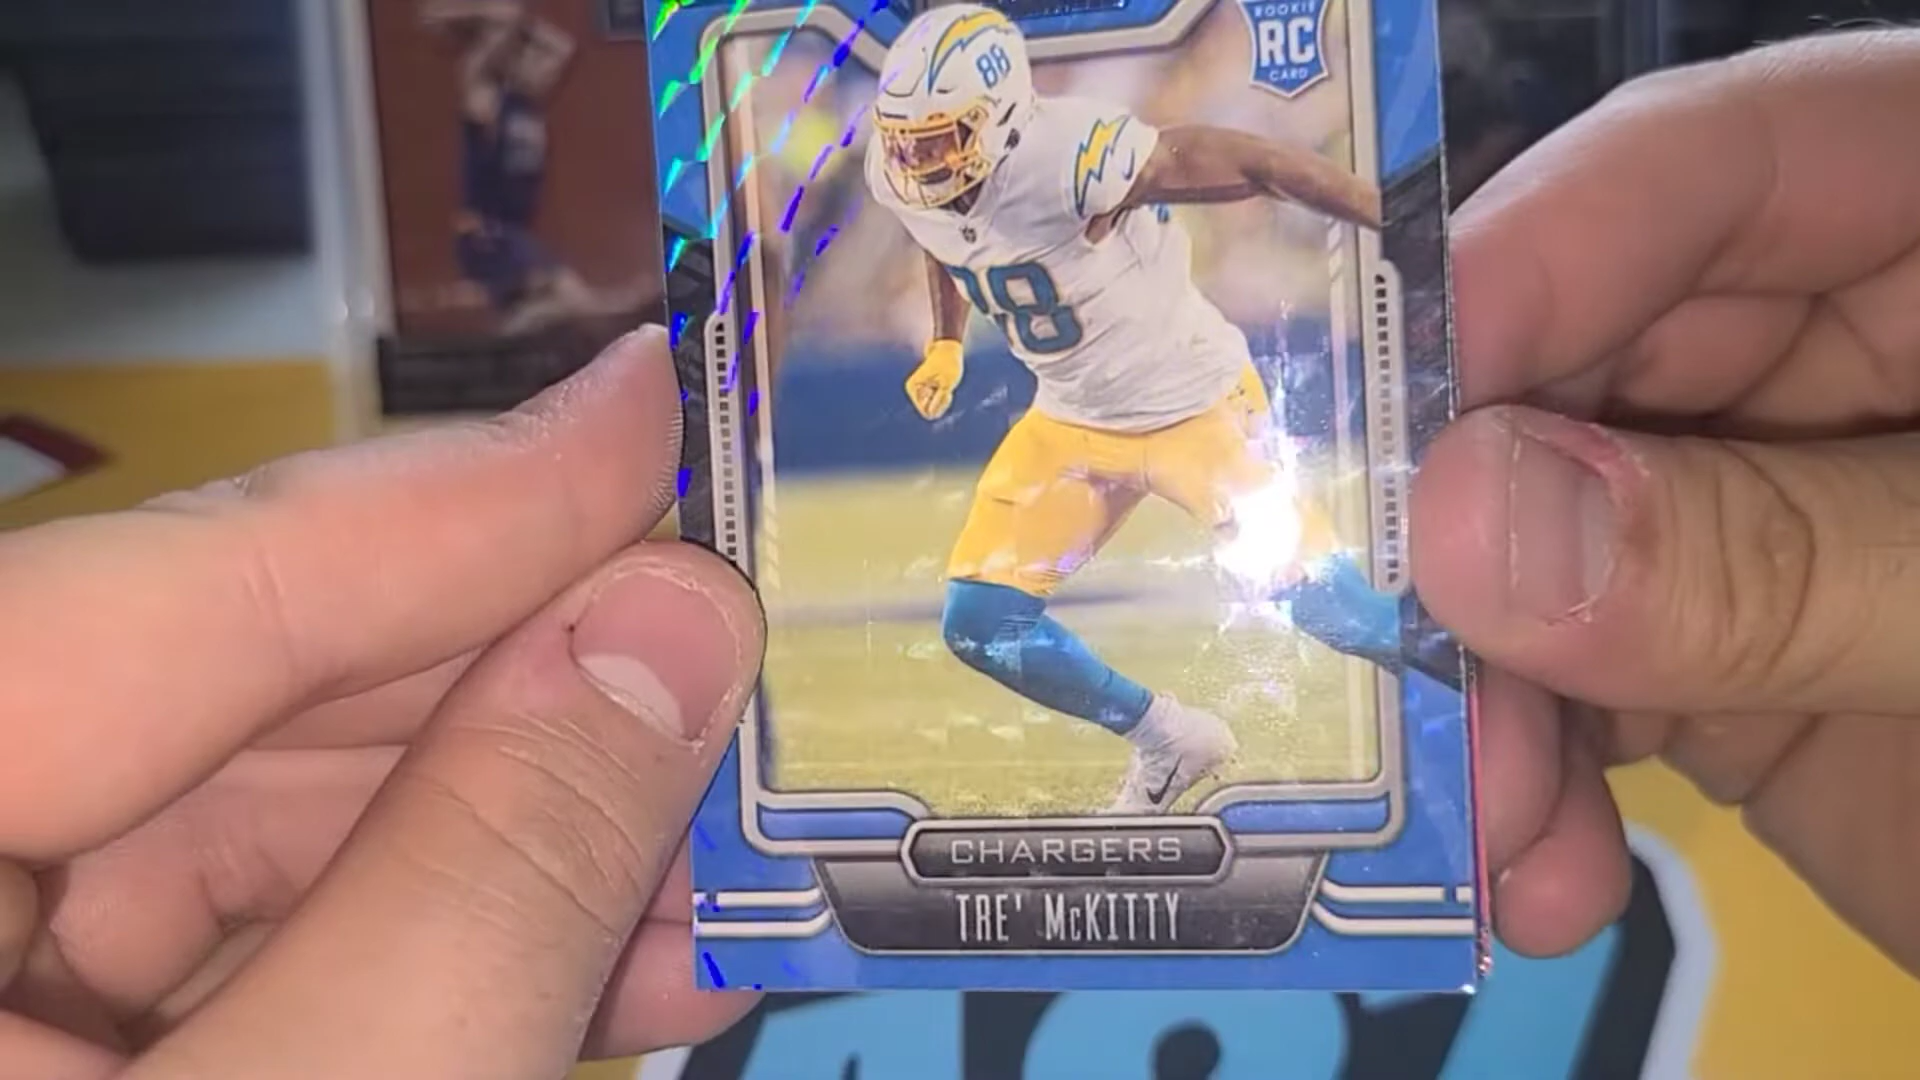 ROOKIE
RC
CARD
88
88
CHARGERS
TRE' McKITTY